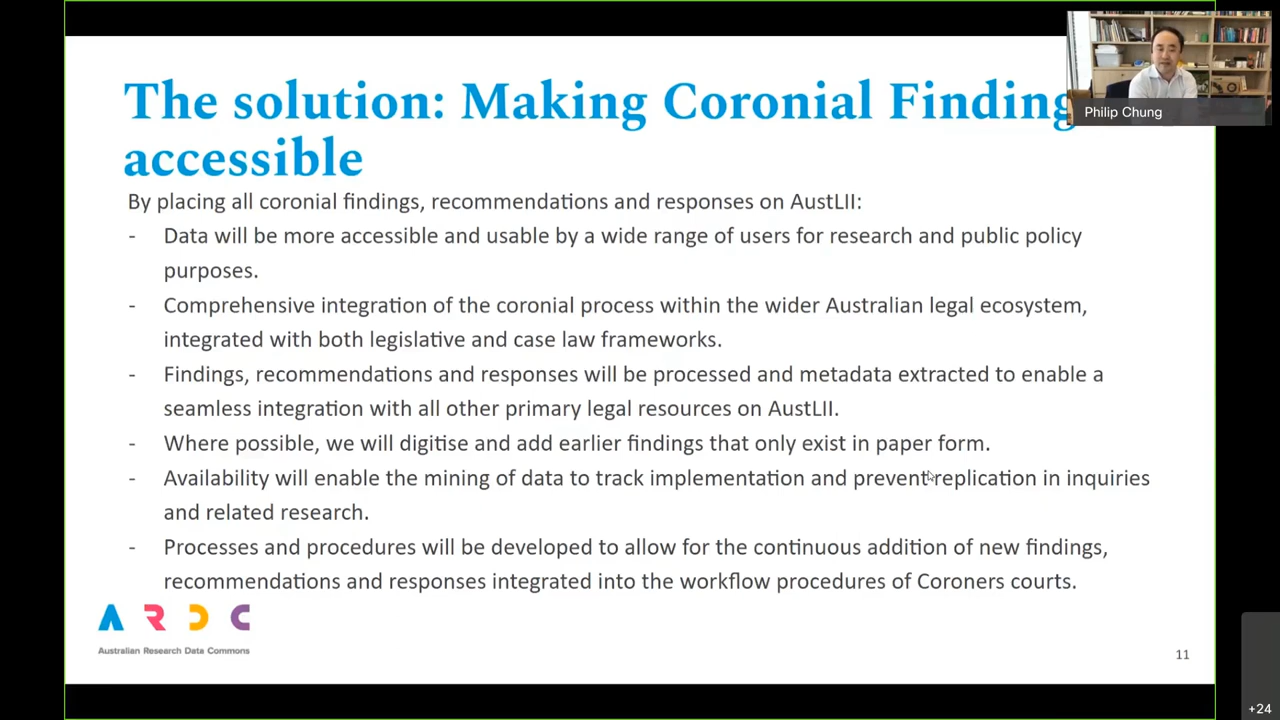 The solution: Making Coronial Finding
accessible
Philip Chung
By placing all coronial findings, recommendations and responses on AustLII:
- Data will be more accessible and usable by a wide range of users for research and public policy
purposes.
- Comprehensive integration of the coronial process within the wider Australian legal ecosystem,
integrated with both legislative and case law frameworks.
- Findings, recommendations and responses will be processed and metadata extracted to enable a
seamless integration with all other primary legal resources on AustLII.
- Where possible, we will digitise and add earlier findings that only exist in paper form.
- Availability will enable the mining of data to track implementation and prevent replication in inquiries
and related research.
- Processes and procedures will be developed to allow for the continuous addition of new findings,
recommendations and responses integrated into the workflow procedures of Coroners courts.
ARDC
Australian Research Data Commons
11
+24